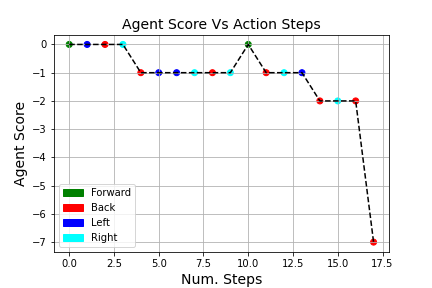 Agent Score Vs Action Steps
0
−1
−2
−3
−4
−5
−6
−7
Agent Score
Forward
Back
Left
Right
0.0 2.5 5.0 7.5 10.0 12.5 15.0 17.5
Num. Steps